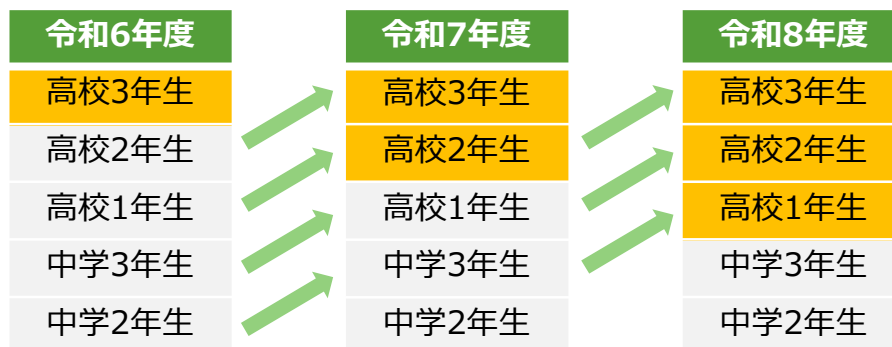 令和6年度 令和7年度 令和8年度
高校3年生 高校3年生 高校3年生
高校2年生 高校2年生 高校2年生
高校1年生 高校1年生 高校1年生
中学3年生 中学3年生 中学3年生
中学2年生 中学2年生 中学2年生